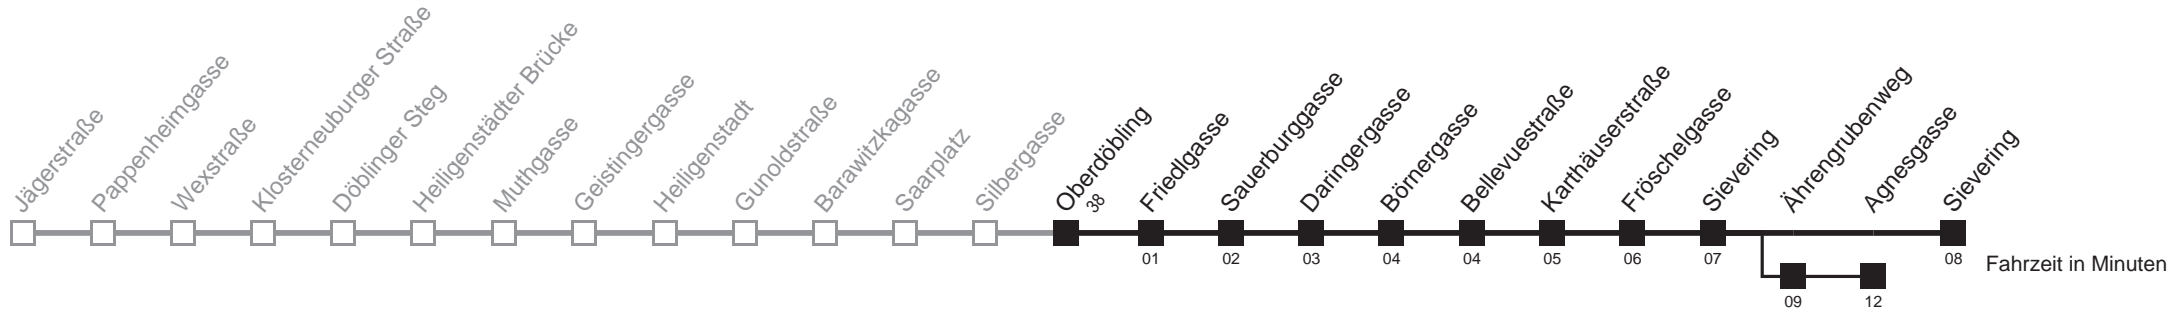 Jägerstraße
Pappenheimgasse
Wexstraße
Klosterneuburger Straße
Döblinger Steg
Heiligenstädter Brücke
Muthgasse
Geistingergasse
Heiligenstadt
Gunoldstraße
Barawitzkagasse
Saarplatz
Silbergasse
Oberdöbling
38
Friedlgasse
Sauerburggasse
Daringergasse
Börnergasse
Bellevuestraße
Karthäuserstraße
Fröschelgasse
Sievering
Ährengrubenweg
Agnesgasse
Sievering
01
02
03
04
04
05
06
07
08
Fahrzeit in Minuten
09
12